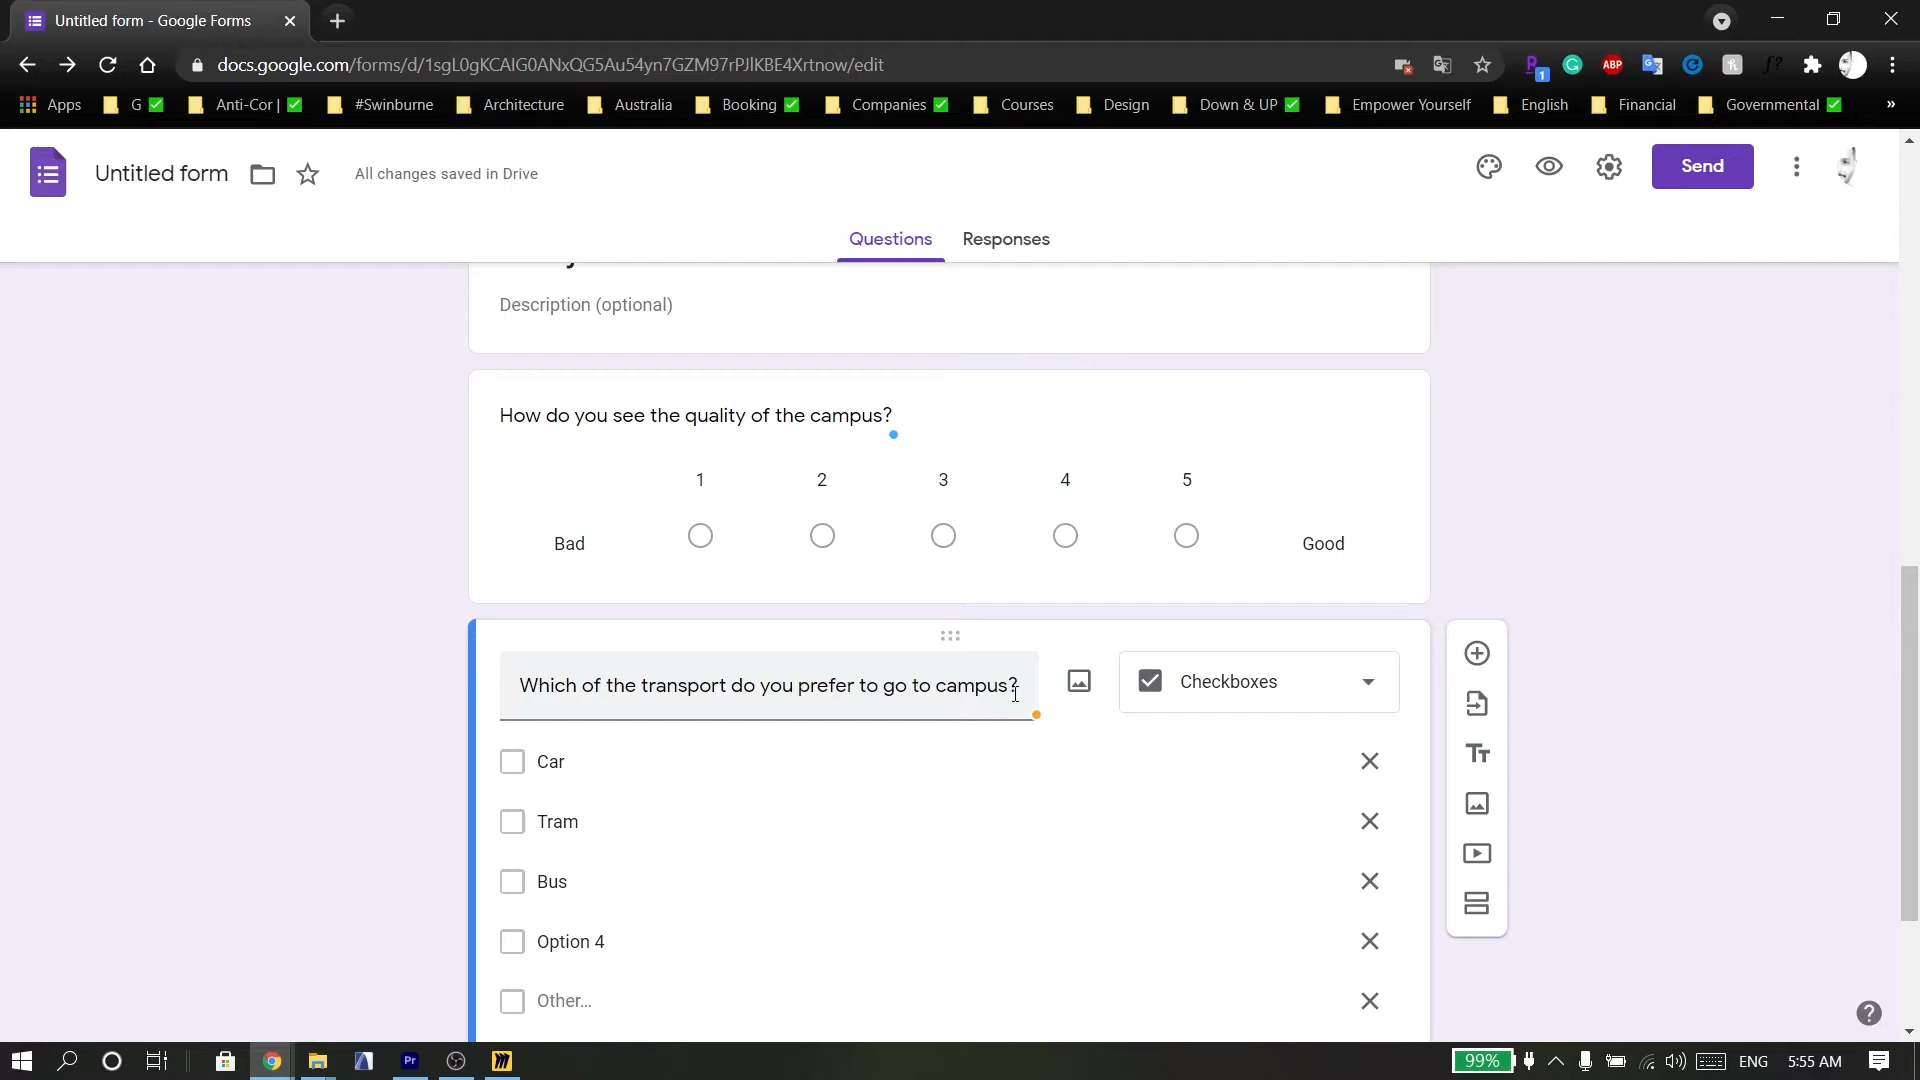 Untitled form - Google Forms
docs.google.com/forms/d/1sgL0gKCAIG0ANxQG5Au54yn7GZM97rPJlKBE4Xrtnow/edit
1
ABP
f?
Apps
G
Anti-Cor |
#Swinburne
Architecture
Australia
Booking
Companies
Courses
Design
Down & UP
Empower Yourself
English
Financial
Governmental
»
Untitled form
All changes saved in Drive
Send
Questions
Responses
Description (optional)
How do you see the quality of the campus?
1 2 3 4 5
Bad
Good
Which of the transport do you prefer to go to campus?
Checkboxes
Car
Tram
Bus
Option 4
Other...
Tт
Pr
99%
ENG
5:55 AM